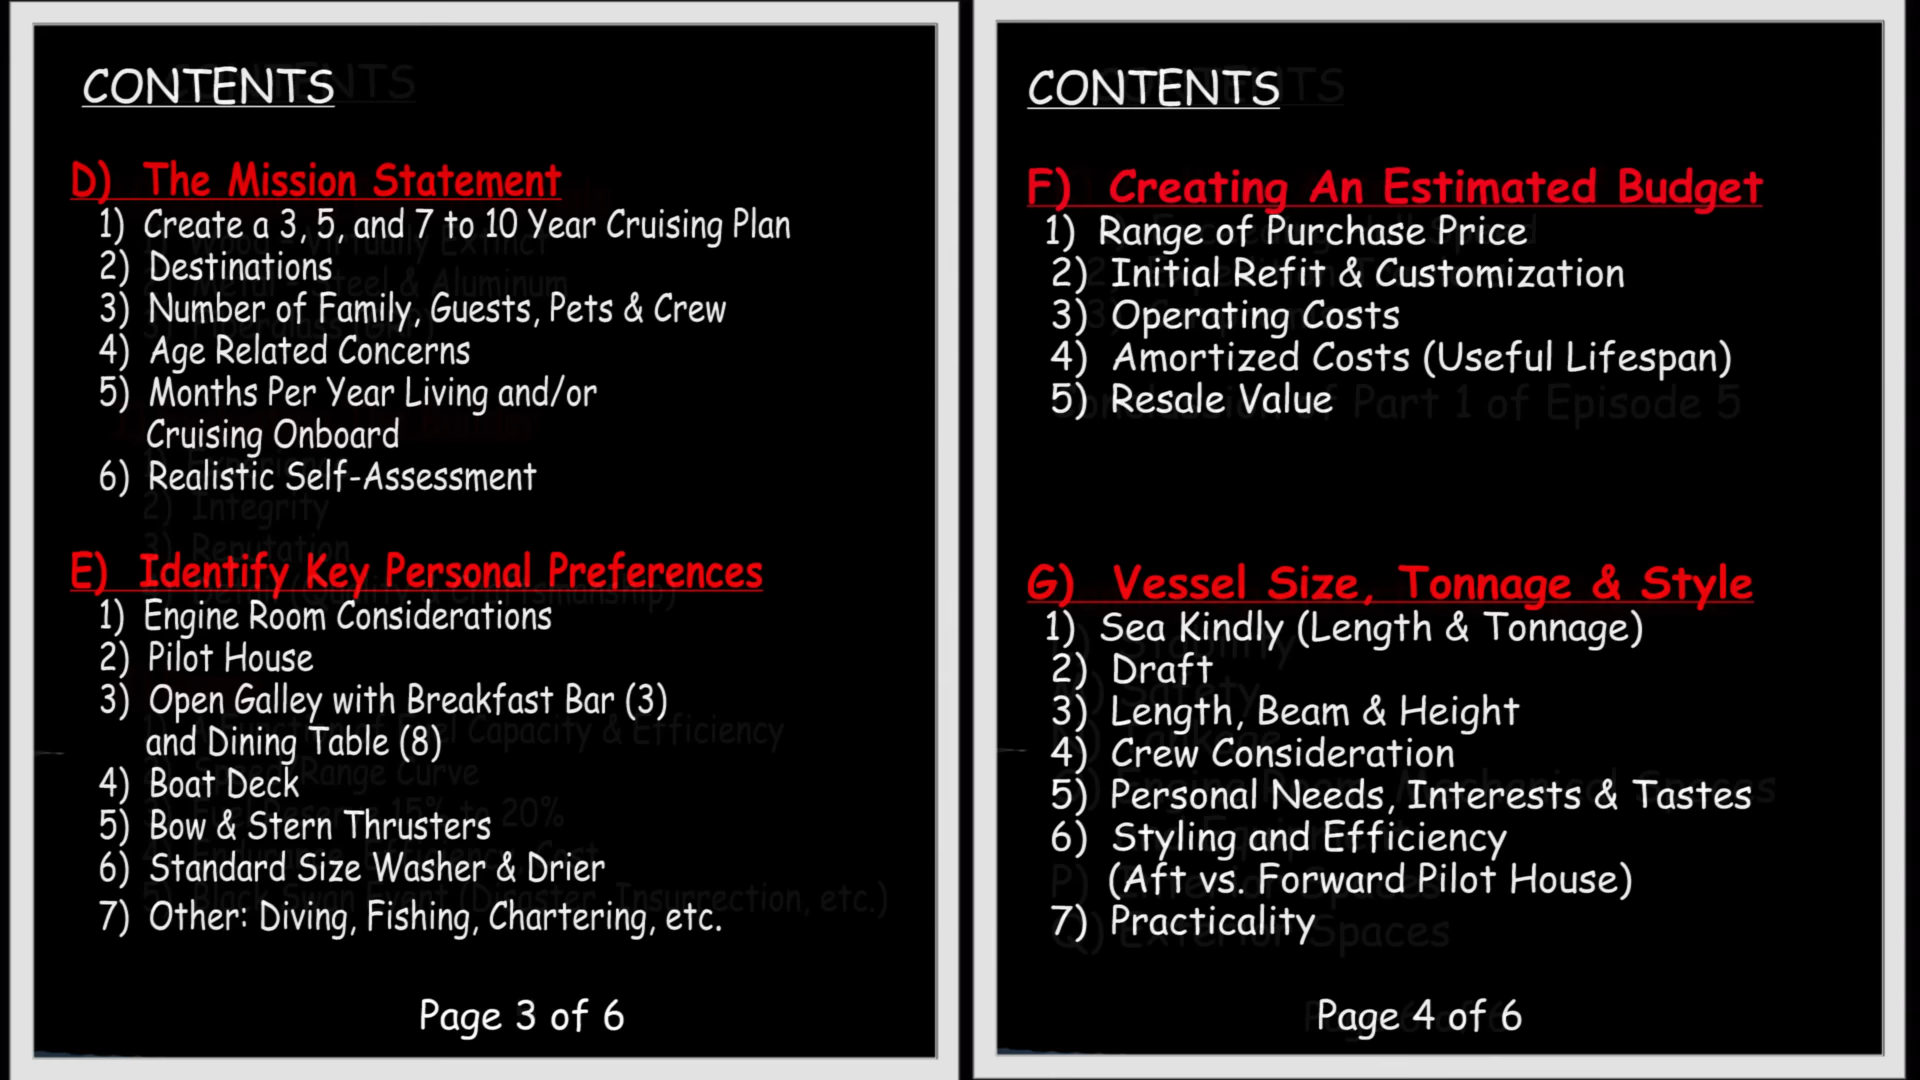 CONTENTS
D) The Mission Statement
1) Create a 3, 5, and 7 to 10 Year Cruising Plan
2) Destinations
3) Number of Family, Guests, Pets & Crew
4) Age Related Concerns
5) Months Per Year Living and/or
Cruising Onboard
6) Realistic Self-Assessment
E) Identify Key Personal Preferences
1) Engine Room Considerations
2) Pilot House
3) Open Galley with Breakfast Bar (3)
and Dining Table (8)
4) Boat Deck
5) Bow & Stern Thrusters
6) Standard Size Washer & Drier
7) Other: Diving, Fishing, Chartering, etc.
Page 3 of 6
CONTENTS
F) Creating An Estimated Budget
1) Range of Purchase Price
2) Initial Refit & Customization
3) Operating Costs
4) Amortized Costs (Useful Lifespan)
5) Resale Value
G) Vessel Size, Tonnage & Style
1) Sea Kindly (Length & Tonnage)
2) Draft
3) Length, Beam & Height
4) Crew Consideration
5) Personal Needs, Interests & Tastes
6) Styling and Efficiency
(Aft vs. Forward Pilot House)
7) Practicality
Page 4 of 6